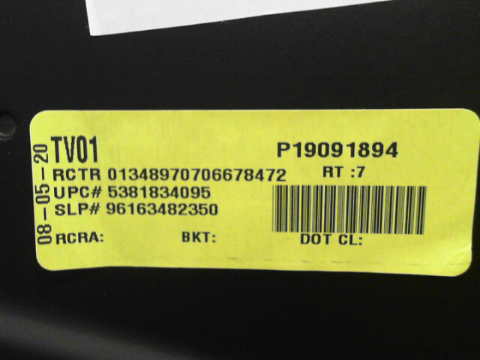 08-05-20
TV01 P19091894
RCTR 01348970706678472 RT :7
UPC# 5381834095
SLP# 96163482350
RCRA: BKT: DOT CL: